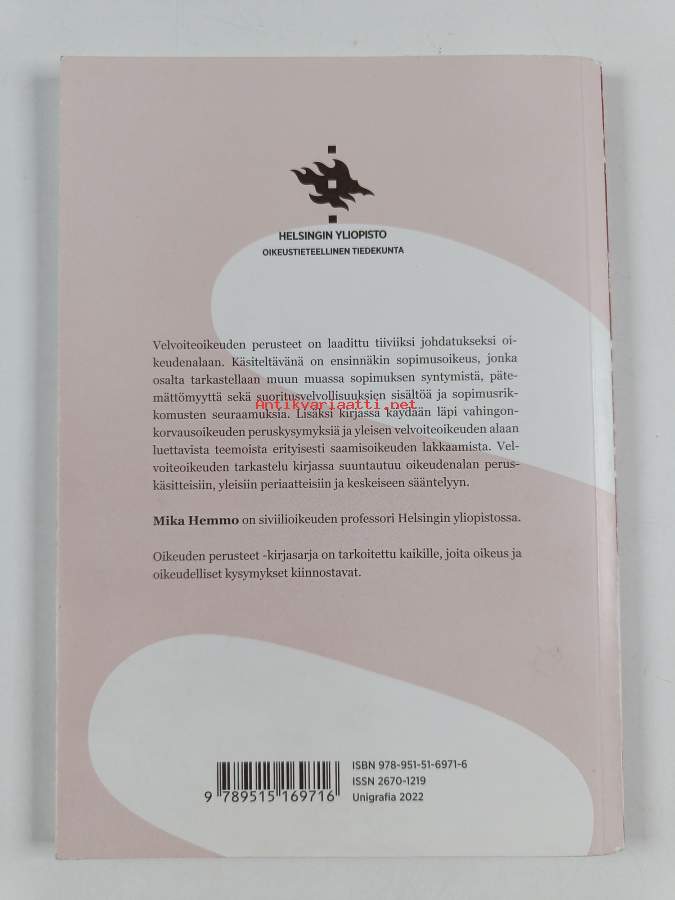 HELSINGIN YLIOPISTO
OIKEUSTIETEELLINEN TIEDEKUNTA
Velvoiteoikeuden perusteet on laadittu tiiviiksi johdatukseksi oi-
keudenalaan. Käsiteltävänä on ensinnäkin sopimusoikeus, jonka
osalta tarkastellaan muun muassa sopimuksen syntymistä, päte-
mättömyyttä sekä suoritusvelvollisuuksien sisältöä ja sopimusrik-
Antikvariaatti.net
komusten seuraamuksia. Lisäksi kirjassa käydään läpi vahingon-
korvausoikeuden peruskysymyksiä ja yleisen velvoiteoikeuden alaan
luettavista teemoista erityisesti saamisoikeuden lakkaamista. Vel-
voiteoikeuden tarkastelu kirjassa suuntautuu oikeudenalan perus-
käsitteisiin, yleisiin periaatteisiin ja keskeiseen sääntelyyn.
Mika Hemmo on siviilioikeuden professori Helsingin yliopistossa.
Oikeuden perusteet -kirjasarja on tarkoitettu kaikille, joita oikeus ja
oikeudelliset kysymykset kiinnostavat.
ISBN 978-951-51-6971-6
ISSN 2670-1219
Unigrafia 2022
9 789515 169716